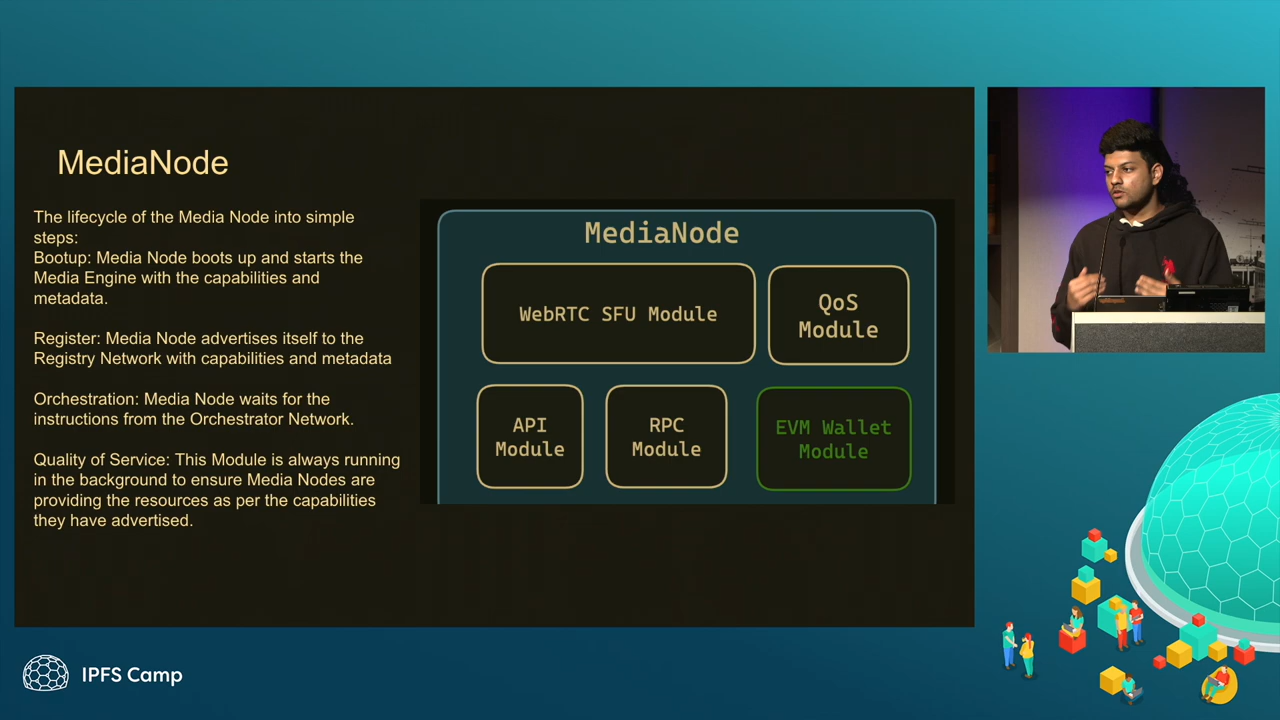 MediaNode
The lifecycle of the Media Node into simple
steps:
Bootup: Media Node boots up and starts the
Media Engine with the capabilities and
metadata.
Register: Media Node advertises itself to the
Registry Network with capabilities and metadata
Orchestration: Media Node waits for the
instructions from the Orchestrator Network.
Quality of Service: This Module is always running
in the background to ensure Media Nodes are
providing the resources as per the capabilities
they have advertised.
MediaNode
WebRTC SFU Module
QoS
Module
API
Module
RPC
Module
EVM Wallet
Module
IPFS Camp